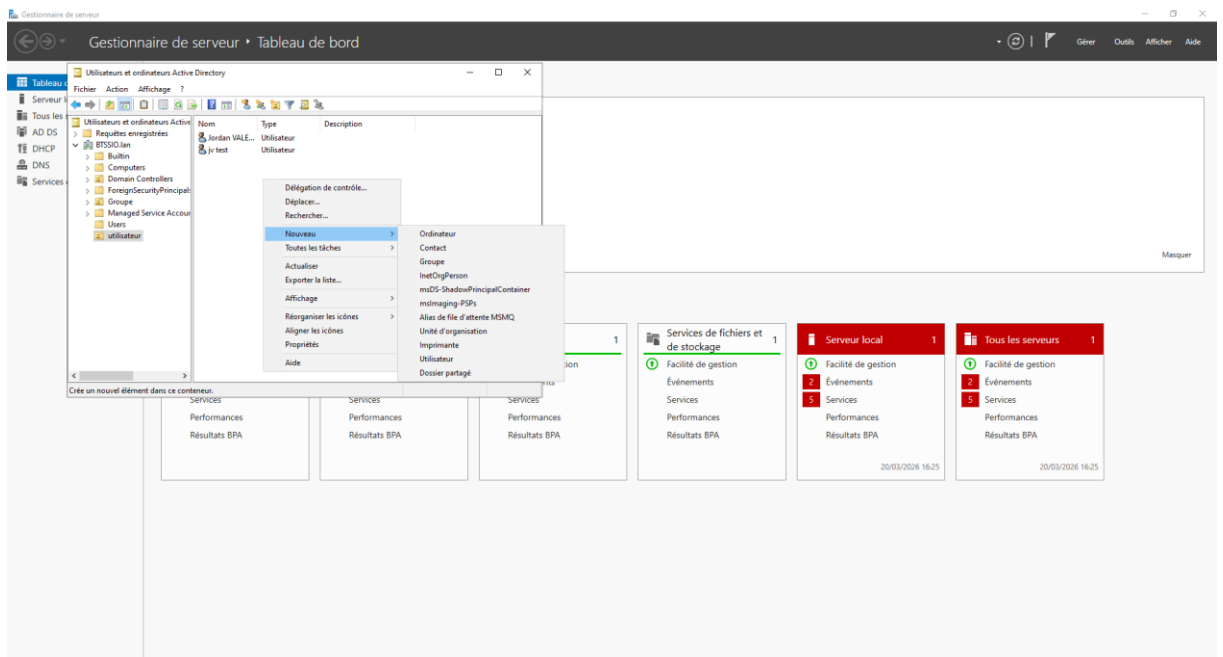 Gestionnaire de serveur
Gestionnaire de serveur • Tableau de bord
Gérer Outils Afficher Aide
Tableau
Serveur l
Tous les
AD DS
DHCP
DNS
Services
Utilisateurs et ordinateurs Active Directory
Fichier Action Affichage ?
Utilisateurs et ordinateurs Active
Requêtes enregistrées
BTSSIO.lan
Builtin
Computers
Domain Controllers
ForeignSecurityPrincipals
Groupe
Managed Service Accour
Users
utilisateur
Nom Type Description
Jordan VALE... Utilisateur
jv test Utilisateur
Délégation de contrôle...
Déplacer...
Rechercher...
Nouveau
Toutes les tâches
Actualiser
Exporter la liste...
Affichage
Réorganiser les icônes
Aligner les icônes
Propriétés
Aide
Ordinateur
Contact
Groupe
InetOrgPerson
msDS-ShadowPrincipalContainer
msImaging-PSPs
Alias de file d'attente MSMQ
Unité d'organisation
Imprimante
Utilisateur
Dossier partagé
Crée un nouvel élément dans ce conteneur.
Masquer
Services
Performances
Résultats BPA
Services
Performances
Résultats BPA
1
Services
Performances
Résultats BPA
Services de fichiers et de stockage 1
Facilité de gestion
Événements
Services
Performances
Résultats BPA
Serveur local 1
Facilité de gestion
2 Événements
5 Services
Performances
Résultats BPA
20/03/2026 16:25
Tous les serveurs 1
Facilité de gestion
2 Événements
5 Services
Performances
Résultats BPA
20/03/2026 16:25